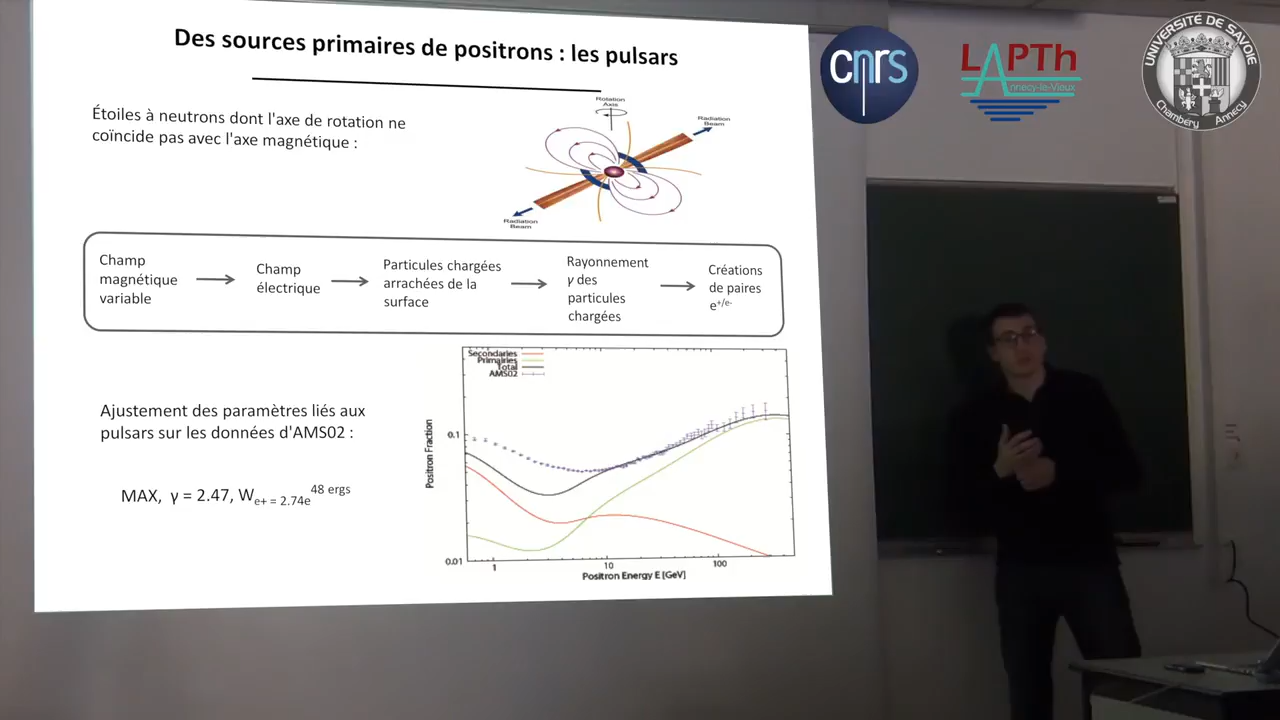 Des sources primaires de positrons : les pulsars
Étoiles à neutrons dont l'axe de rotation ne
coïncide pas avec l'axe magnétique :
Rotation
Axis
Radiation
Beam
Radiation
Beam
Champ
magnétique
variable
Champ
électrique
Particules chargées
arrachées de la
surface
Rayonnement
γ des
particules
chargées
Créations
de paires
e+/e-
Ajustement des paramètres liés aux
pulsars sur les données d'AMS02 :
MAX, γ = 2.47, We+ = 2.74e48 ergs
Secondaries
Primairies
Total
AMS02
Positron Fraction
0.1
0.01
1
10
100
Positron Energy E [GeV]
cnrs
LAPTh
Annecy-le-Vieux
UNIVERSITÉ DE SAVOIE
Chambéry Annecy